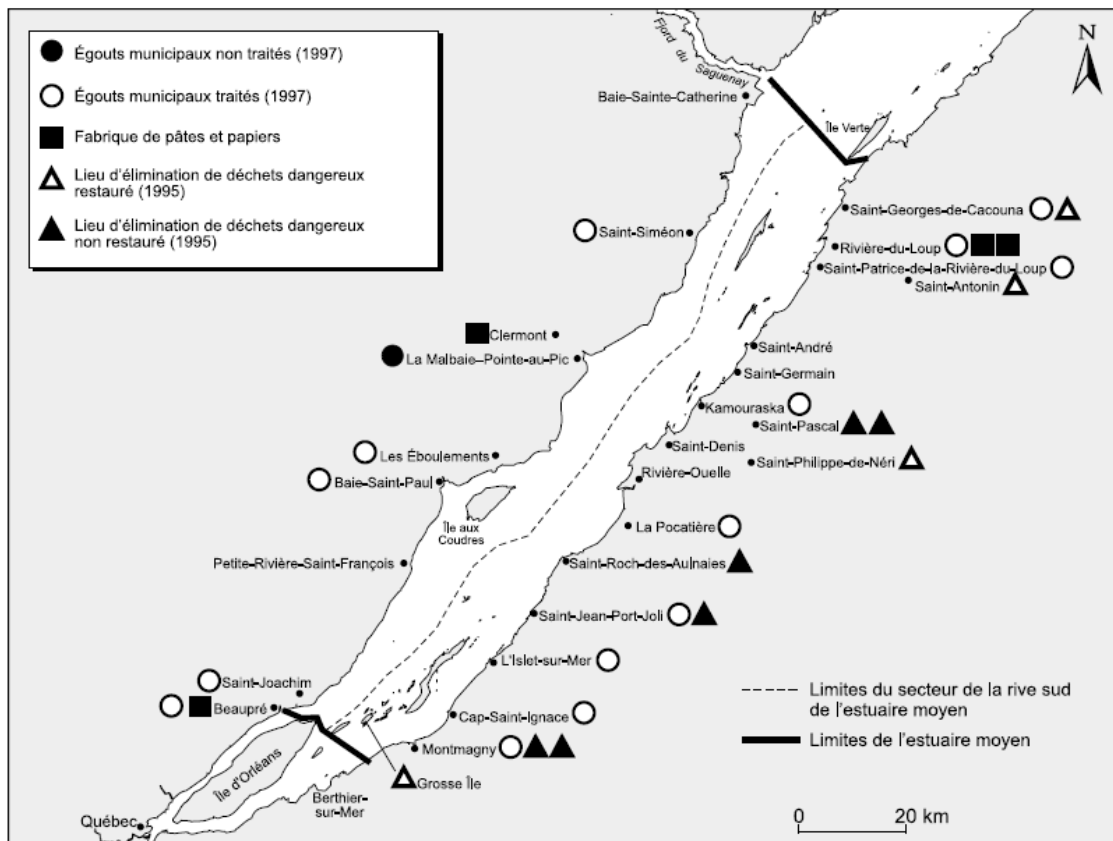 Égouts municipaux non traités (1997)
Égouts municipaux traités (1997)
Fabrique de pâtes et papiers
Lieu d'élimination de déchets dangereux
restauré (1995)
Lieu d'élimination de déchets dangereux
non restauré (1995)
Fjord du Saguenay
N
Baie-Sainte-Catherine
Île Verte
Saint-Georges-de-Cacouna
Saint-Siméon
Rivière-du-Loup
Saint-Patrice-de-la-Rivière-du-Loup
Saint-Antonin
Clermont
La Malbaie-Pointe-au-Pic
Saint-André
Saint-Germain
Kamouraska
Saint-Pascal
Saint-Denis
Les Éboulements
Saint-Philippe-de-Néri
Rivière-Ouelle
Baie-Saint-Paul
Île aux
Coudres
La Pocatière
Petite-Rivière-Saint-François
Saint-Roch-des-Aulnaies
Saint-Jean-Port-Joli
L'Islet-sur-Mer
Saint-Joachim
Beaupré
Cap-Saint-Ignace
Montmagny
Île d'Orléans
Grosse Île
Berthier-
sur-Mer
Québec
Limites du secteur de la rive sud
de l'estuaire moyen
Limites de l'estuaire moyen
0 20 km